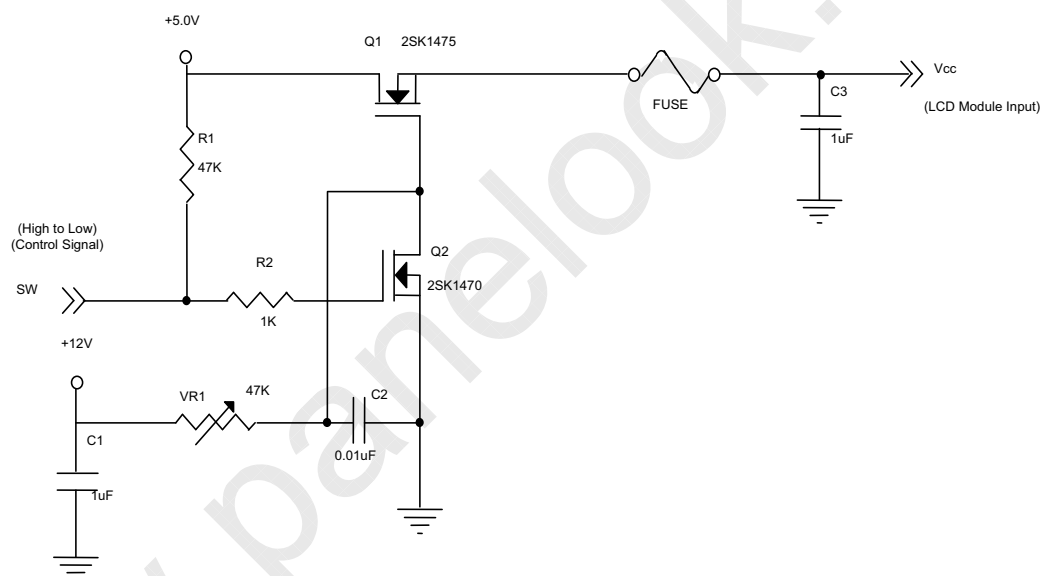 +5.0V
Q1 2SK1475
Vcc
C3
(LCD Module Input)
FUSE
1uF
R1
47K
(High to Low)
(Control Signal)
Q2
R2
SW
2SK1470
1K
+12V
VR1
47K
C2
C1
0.01uF
1uF
panelook.